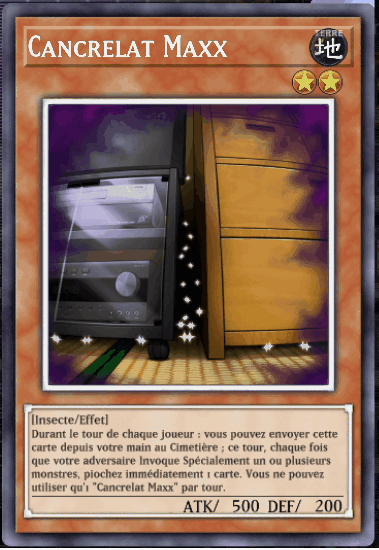 Cancrelat Maxx
TERRE
地
[Insecte/Effet]
Durant le tour de chaque joueur : vous pouvez envoyer cette
carte depuis votre main au Cimetière ; ce tour, chaque fois
que votre adversaire Invoque Spécialement un ou plusieurs
monstres, piochez immédiatement 1 carte. Vous ne pouvez
utiliser qu'1 "Cancrelat Maxx" par tour.
ATK/ 500 DEF/ 200